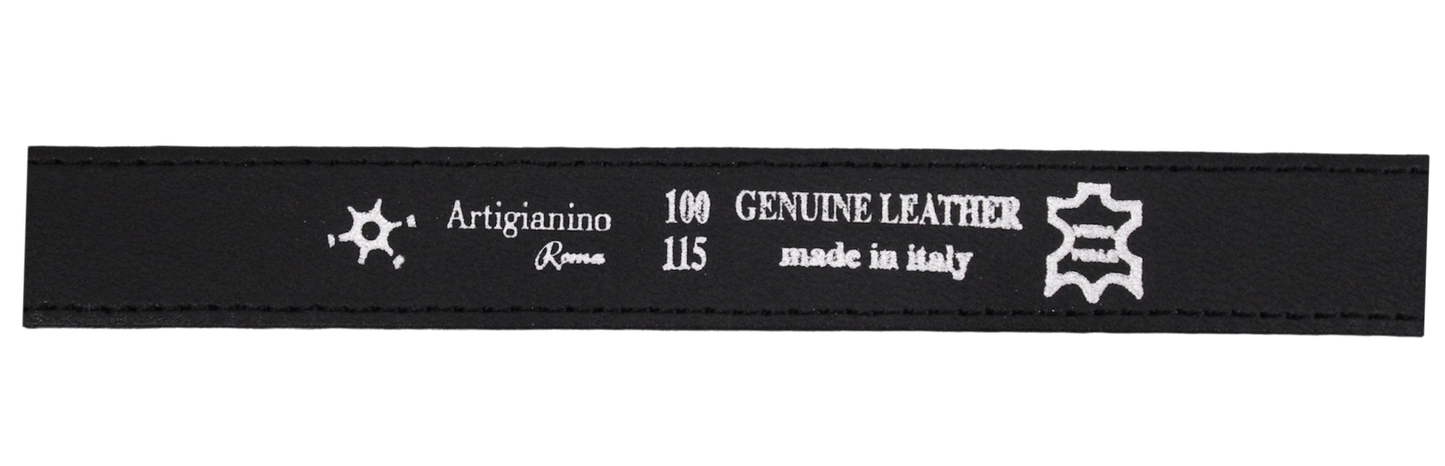 Artigianino
Roma
100
115
GENUINE LEATHER
made in italy